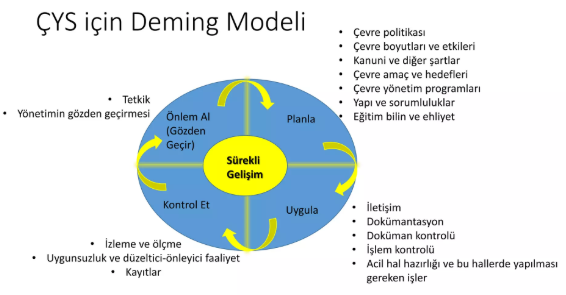 ÇYS için Deming Modeli
• Çevre politikası
• Çevre boyutları ve etkileri
• Kanuni ve diğer şartlar
• Çevre amaç ve hedefleri
• Çevre yönetim programları
• Yapı ve sorumluluklar
• Eğitim bilin ve ehliyet
• Tetkik
• Yönetimin gözden geçirmesi
Önlem Al
(Gözden
Geçir)
Planla
Sürekli
Gelişim
Kontrol Et
Uygula
• İletişim
• Dokümantasyon
• Doküman kontrolü
• İşlem kontrolü
• Acil hal hazırlığı ve bu hallerde yapılması
gereken işler
• İzleme ve ölçme
• Uygunsuzluk ve düzeltici-önleyici faaliyet
• Kayıtlar